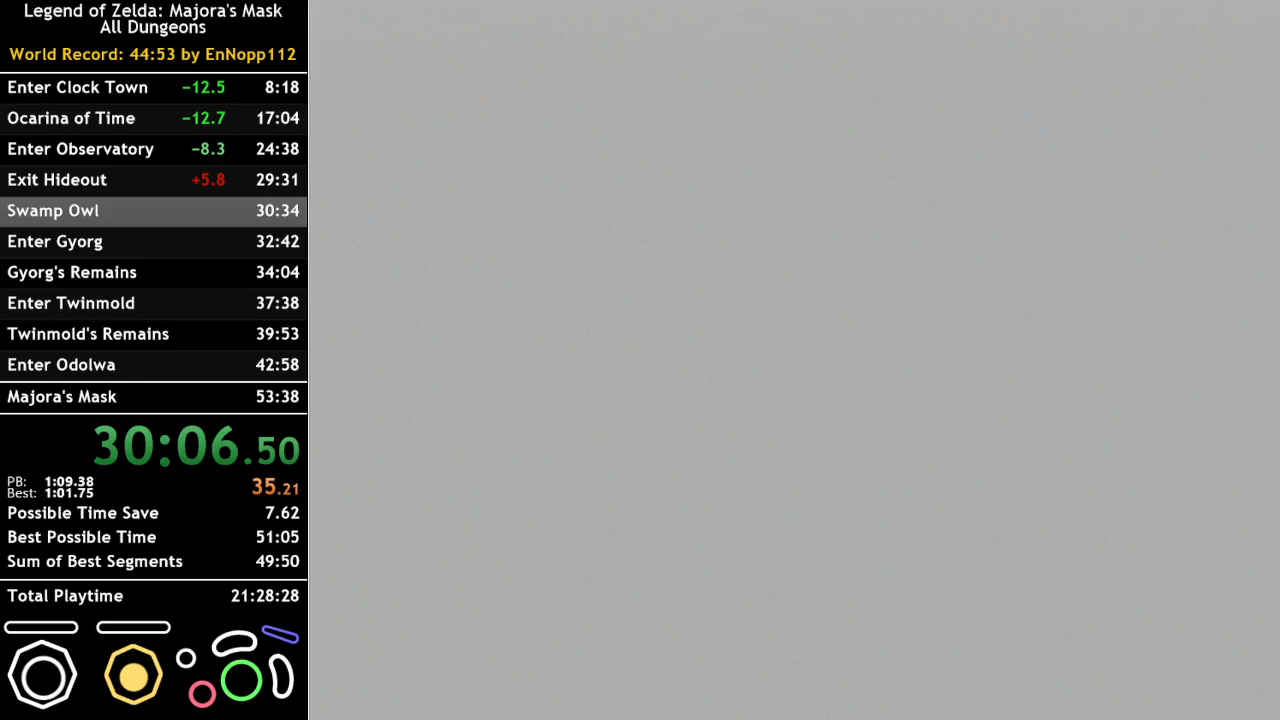 Legend of Zelda: Majora's Mask
All Dungeons
World Record: 44:53 by EnNopp112
Enter Clock Town −12.5 8:18
Ocarina of Time −12.7 17:04
Enter Observatory −8.3 24:38
Exit Hideout +5.8 29:31
Swamp Owl 30:34
Enter Gyorg 32:42
Gyorg's Remains 34:04
Enter Twinmold 37:38
Twinmold's Remains 39:53
Enter Odolwa 42:58
Majora's Mask 53:38
30:06.50
PB: 1:09.38
Best: 1:01.75
35.21
Possible Time Save 7.62
Best Possible Time 51:05
Sum of Best Segments 49:50
Total Playtime 21:28:28